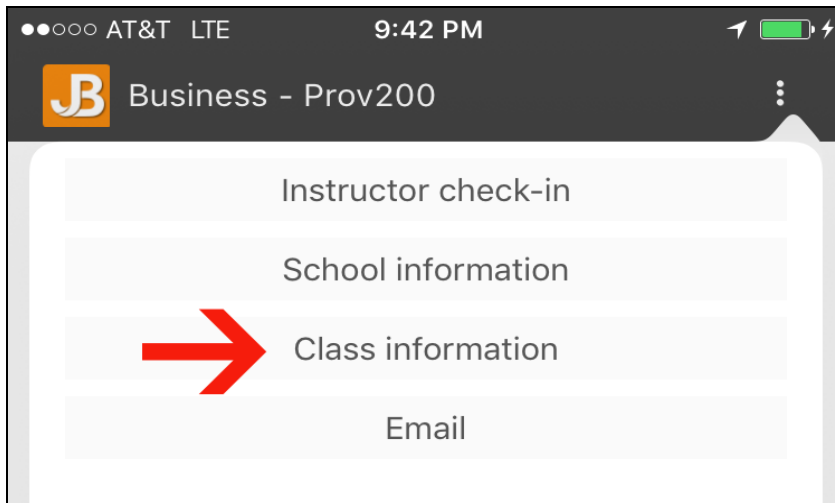 AT&T LTE 9:42 PM
JB Business - Prov200
Instructor check-in
School information
Class information
Email